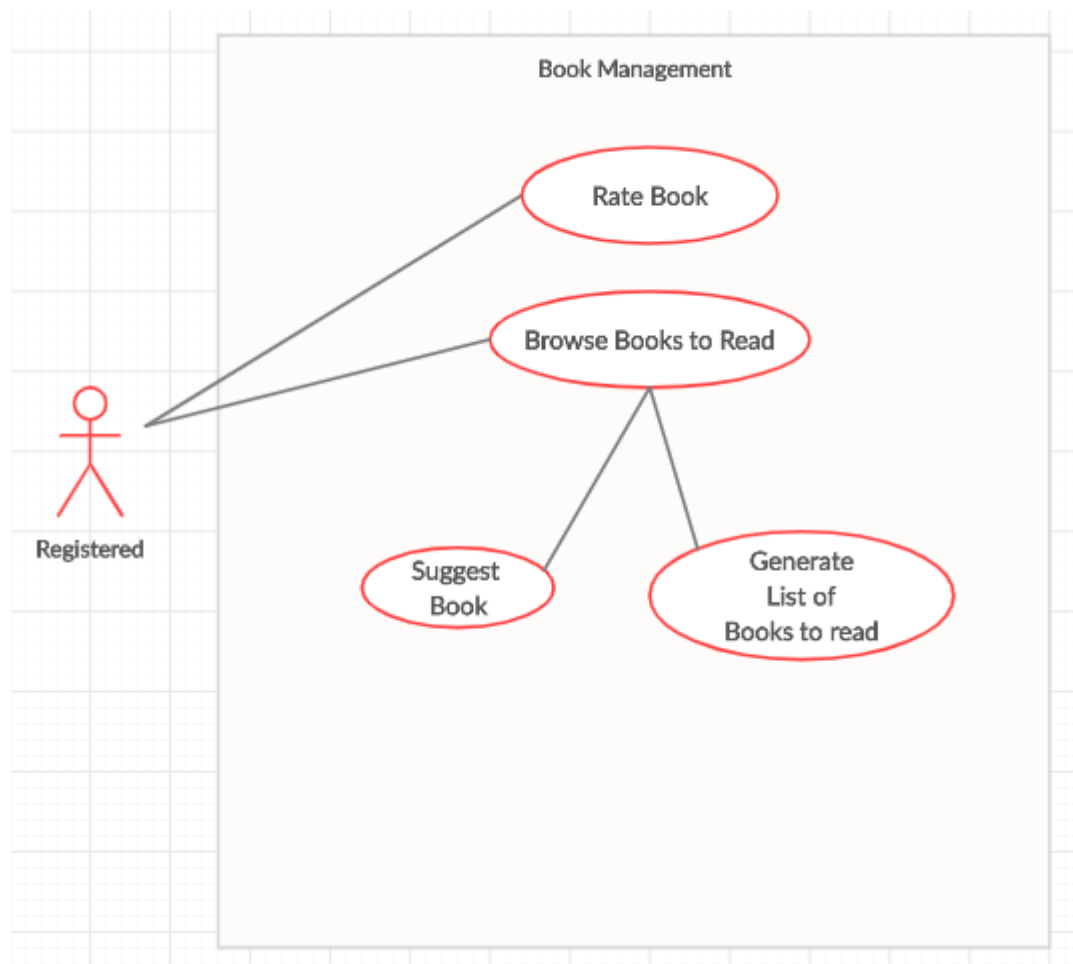 Book Management
Rate Book
Browse Books to Read
Registered
Suggest
Book
Generate
List of
Books to read